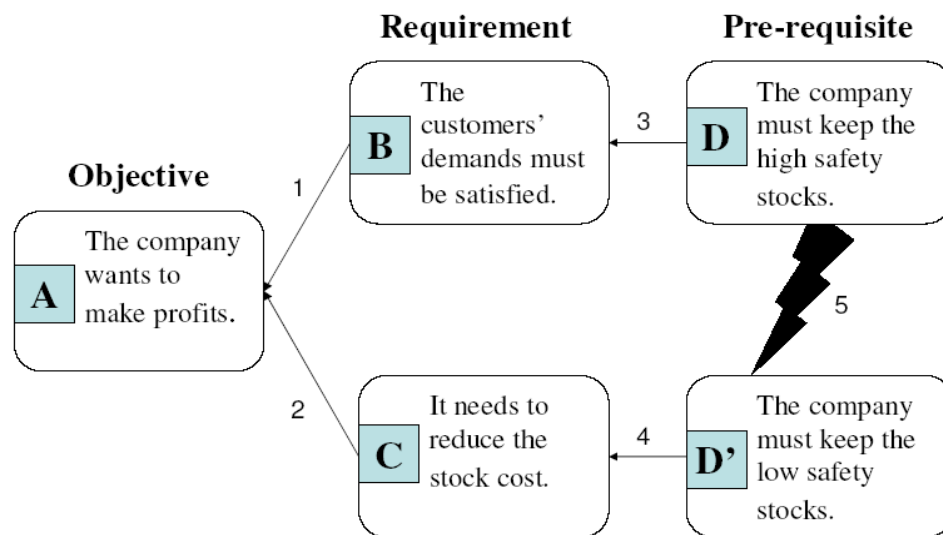 Requirement
Pre-requisite
The
customers’
demands must
be satisfied.
B
3
The company
must keep the
high safety
stocks.
D
Objective
1
The company
wants to
make profits.
A
5
2
It needs to
reduce the
stock cost.
C
4
The company
must keep the
low safety
stocks.
D’